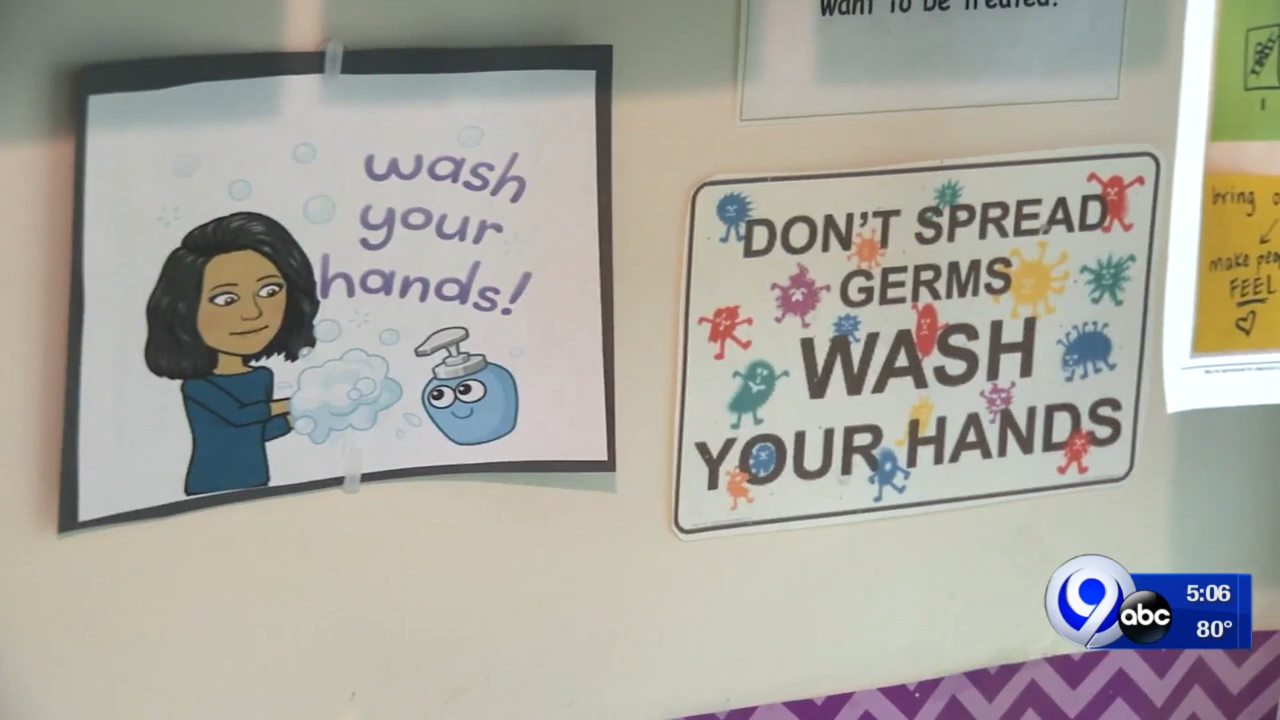 want to be treated.
wash
your
hands!
DON'T SPREAD
GERMS
WASH
YOUR HANDS
bring
make
FEEL
9
abc
5:06
80°